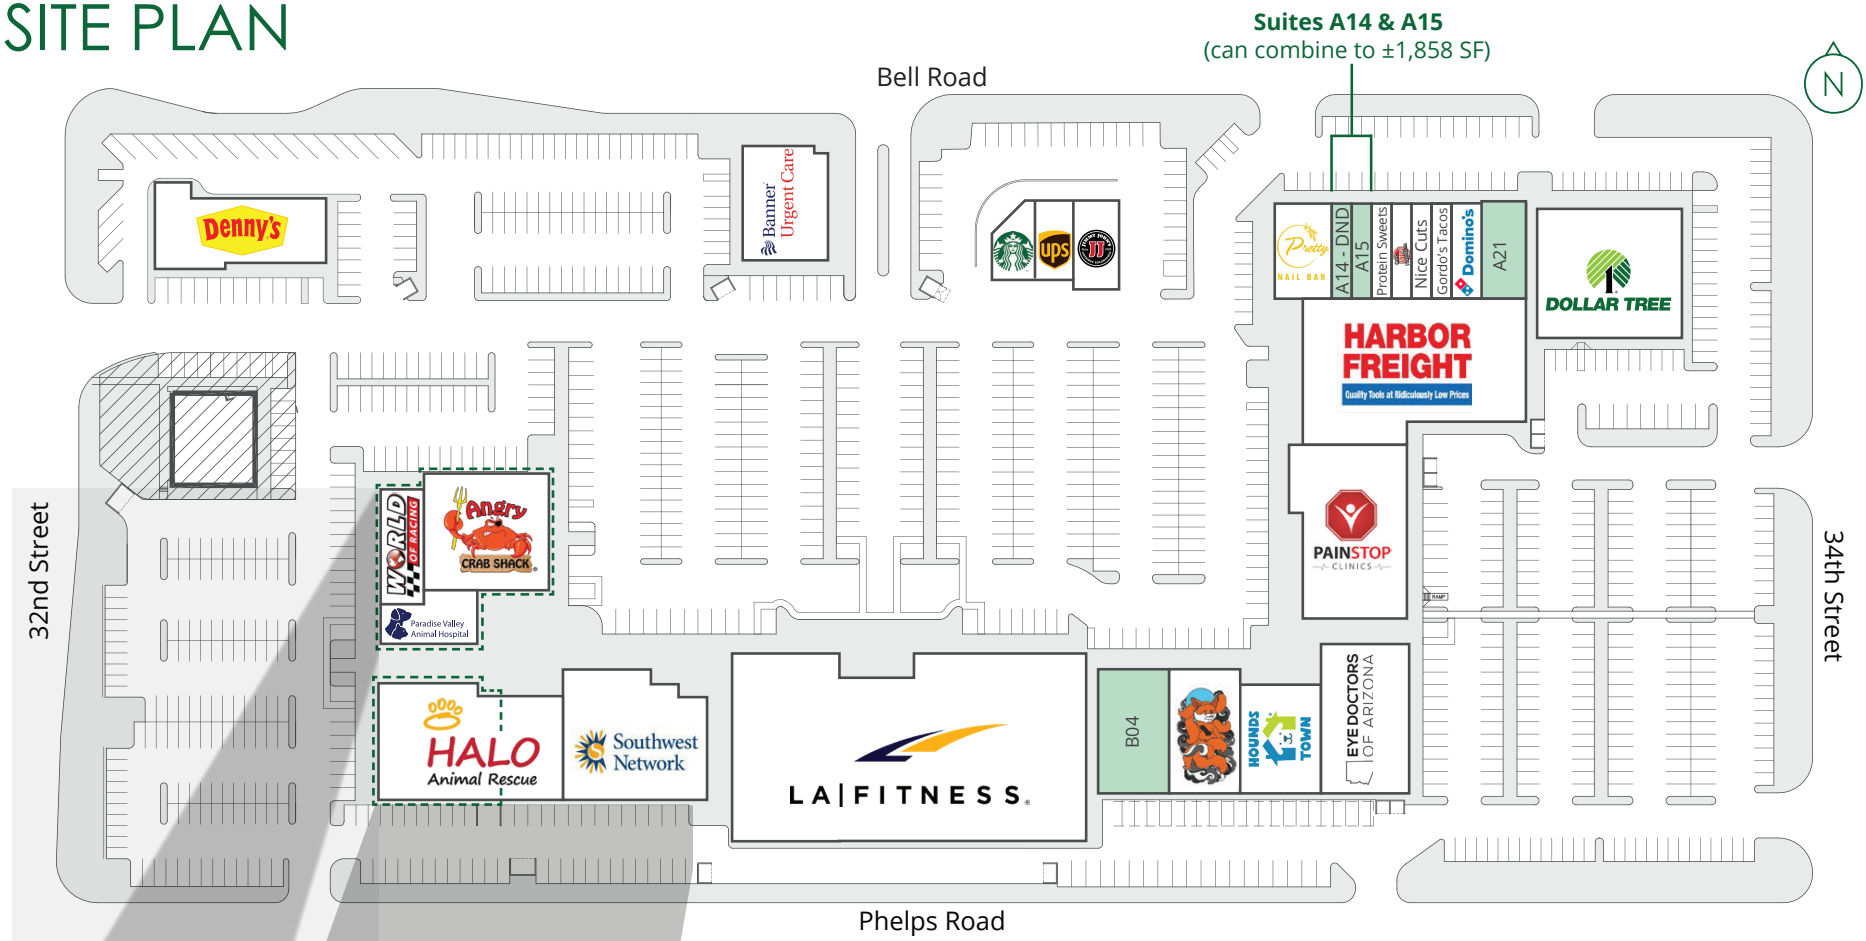 SITE PLAN
Suites A14 & A15
(can combine to ±1,858 SF)
Bell Road
N
Denny's
Banner
Urgent Care
ups
JJ
Pretty
NAIL BAR
A14 - DND
A15
Protein Sweets
Nice Cuts
Gordo's Tacos
Domino's
A21
1
DOLLAR TREE
HARBOR
FREIGHT
Quality Tools at Ridiculously Low Prices
32nd Street
WORLD
OF RACING
Angry
CRAB SHACK
Paradise Valley
Animal Hospital
PAINSTOP
CLINICS
RAMP
34th Street
HALO
Animal Rescue
S
Southwest
Network
LA|FITNESS®
B04
HOUNDS
TOWN
EYE DOCTORS
OF ARIZONA
Phelps Road